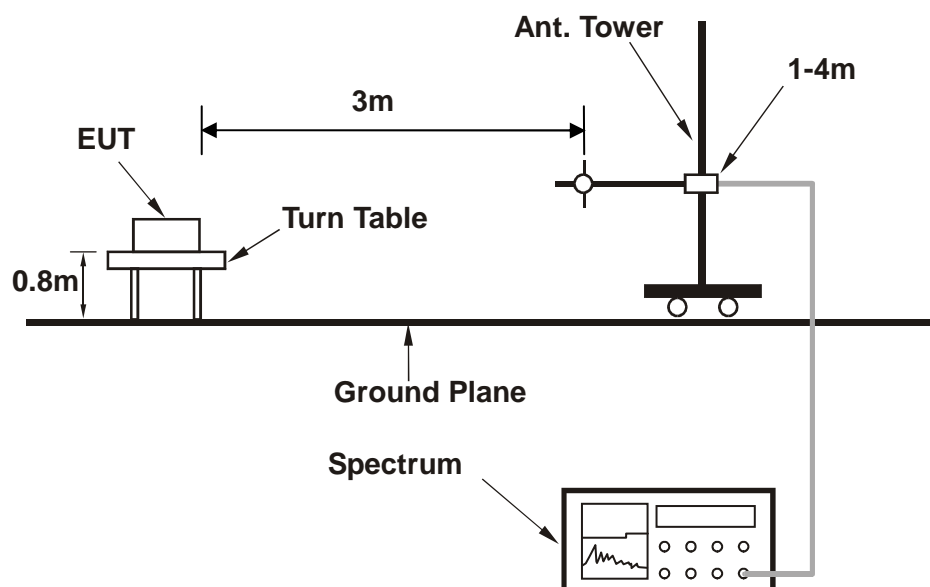 Ant. Tower
1-4m
3m
EUT
Turn Table
0.8m
Ground Plane
Spectrum